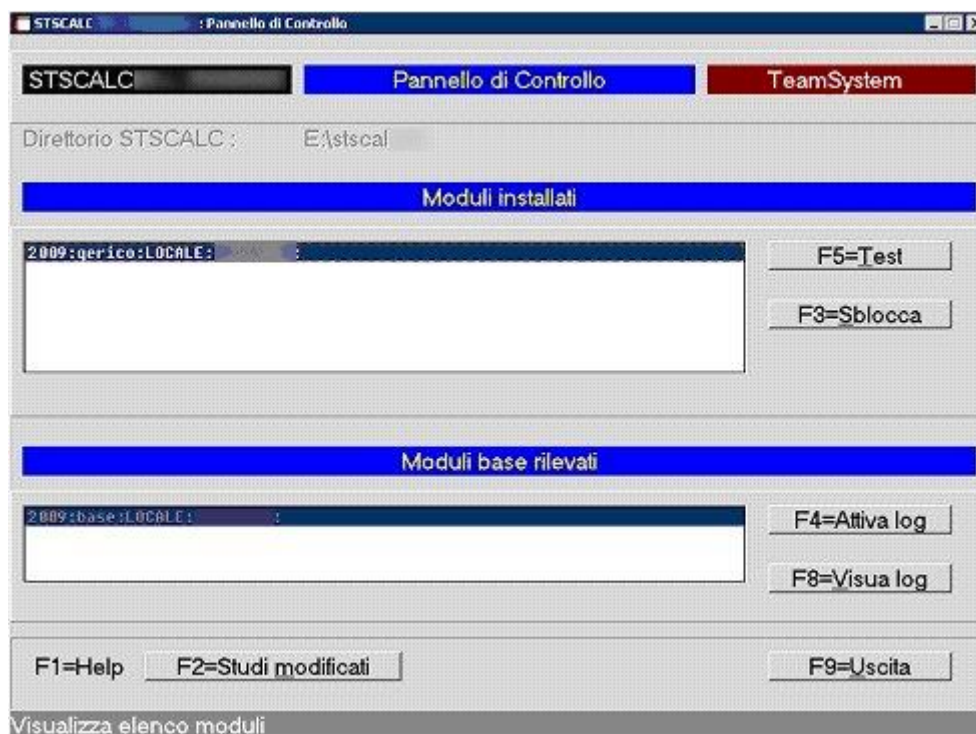 STSCALC : Pannello di Controllo
STSCALC Pannello di Controllo TeamSystem
Direttorio STSCALC : E:\stscal
Moduli installati
2009:gerico:LOCALE: :
F5=Test
F3=Sblocca
Moduli base rilevati
2009:base:LOCALE: :
F4=Attiva log
F8=Visua log
F1=Help F2=Studi modificati F9=Uscita
Visualizza elenco moduli